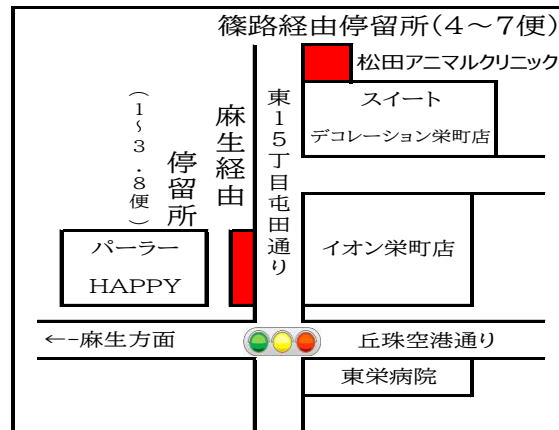 篠路経由停留所(4～7便)
松田アニマルクリニック
スイート
デコレーション栄町店
東15丁目屯田通り
麻生経由
停留所
(1～3.8便)
パーラー
HAPPY
イオン栄町店
←-麻生方面
丘珠空港通り
東栄病院